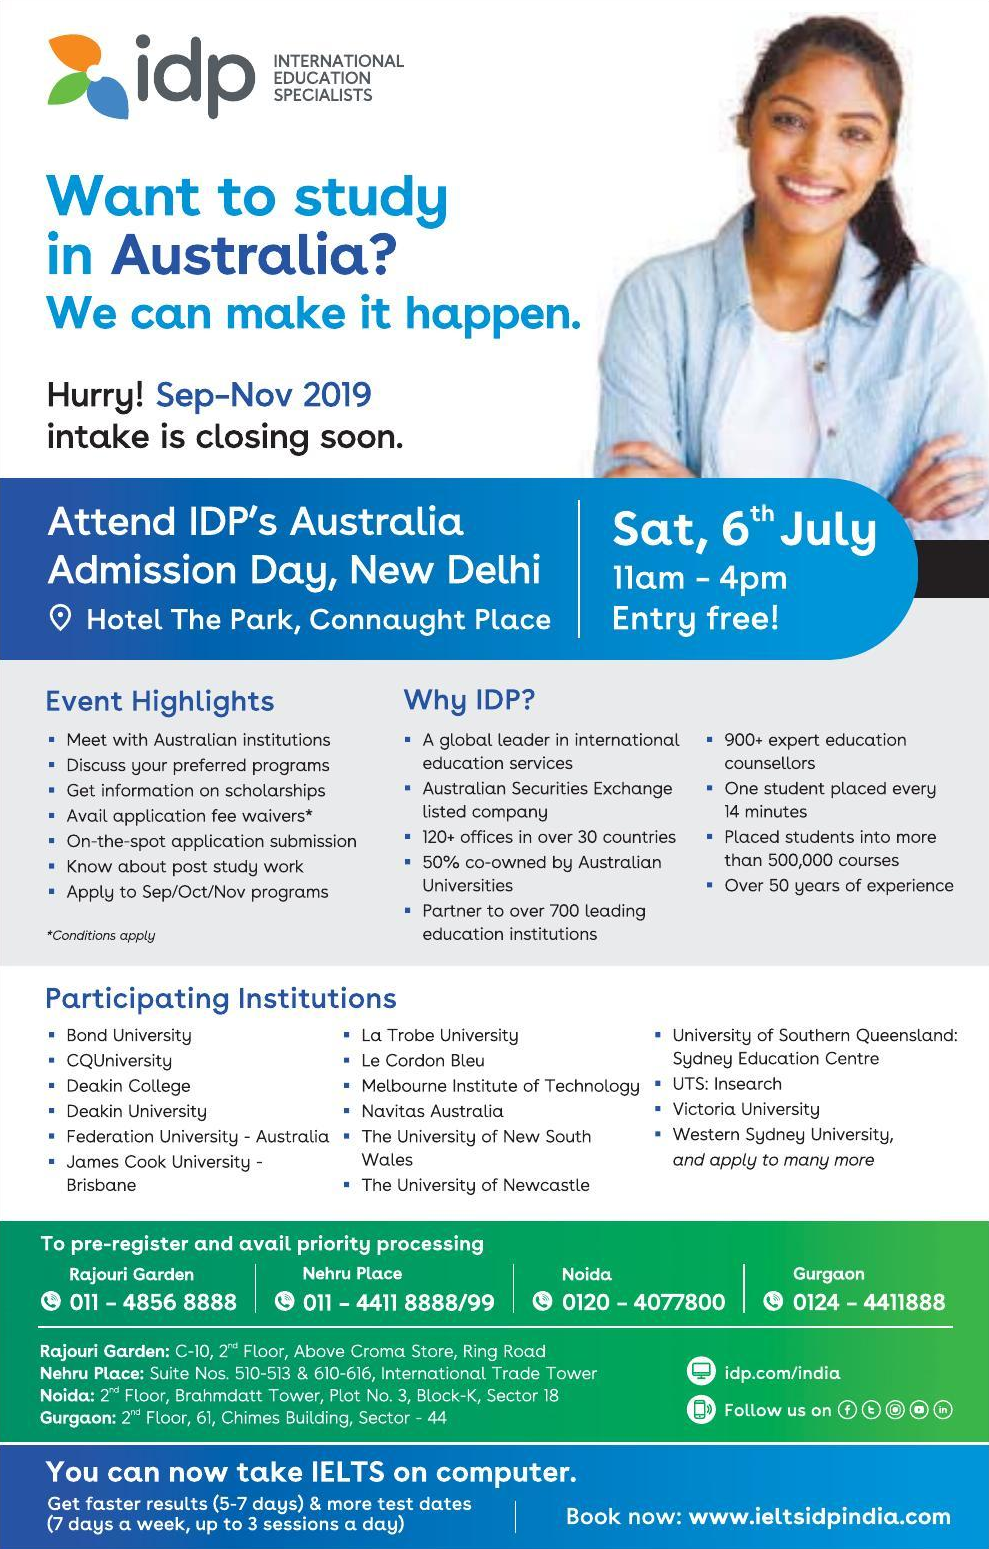 idp
INTERNATIONAL
EDUCATION
SPECIALISTS
Want to study
in Australia?
We can make it happen.
Hurry! Sep-Nov 2019
intake is closing soon.
Attend IDP's Australia
Admission Day, New Delhi
Hotel The Park, Connaught Place
Sat, 6th July
11am - 4pm
Entry free!
Event Highlights
▪ Meet with Australian institutions
▪ Discuss your preferred programs
▪ Get information on scholarships
▪ Avail application fee waivers*
▪ On-the-spot application submission
▪ Know about post study work
▪ Apply to Sep/Oct/Nov programs
*Conditions apply
Why IDP?
▪ A global leader in international
education services
▪ Australian Securities Exchange
listed company
▪ 120+ offices in over 30 countries
▪ 50% co-owned by Australian
Universities
▪ Partner to over 700 leading
education institutions
▪ 900+ expert education
counsellors
▪ One student placed every
14 minutes
▪ Placed students into more
than 500,000 courses
▪ Over 50 years of experience
Participating Institutions
▪ Bond University
▪ CQUniversity
▪ Deakin College
▪ Deakin University
▪ Federation University - Australia
▪ James Cook University -
Brisbane
▪ La Trobe University
▪ Le Cordon Bleu
▪ Melbourne Institute of Technology
▪ Navitas Australia
▪ The University of New South
Wales
▪ The University of Newcastle
▪ University of Southern Queensland:
Sydney Education Centre
▪ UTS: Insearch
▪ Victoria University
▪ Western Sydney University,
and apply to many more
To pre-register and avail priority processing
Rajouri Garden
011 - 4856 8888
Nehru Place
011 - 4411 8888/99
Noida
0120 - 4077800
Gurgaon
0124 - 4411888
Rajouri Garden: C-10, 2nd Floor, Above Croma Store, Ring Road
Nehru Place: Suite Nos. 510-513 & 610-616, International Trade Tower
Noida: 2nd Floor, Brahmdatt Tower, Plot No. 3, Block-K, Sector 18
Gurgaon: 2nd Floor, 61, Chimes Building, Sector - 44
idp.com/india
Follow us on
You can now take IELTS on computer.
Get faster results (5-7 days) & more test dates
(7 days a week, up to 3 sessions a day)
Book now: www.ieltsidpindia.com